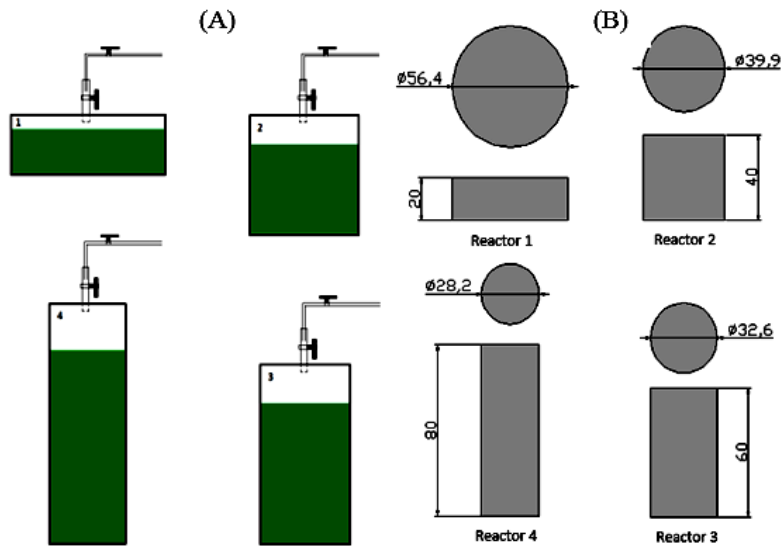 (A)
1
2
4
3
(B)
ø56,4
20
Reactor 1
ø39,9
40
Reactor 2
ø28,2
80
Reactor 4
ø32,6
60
Reactor 3